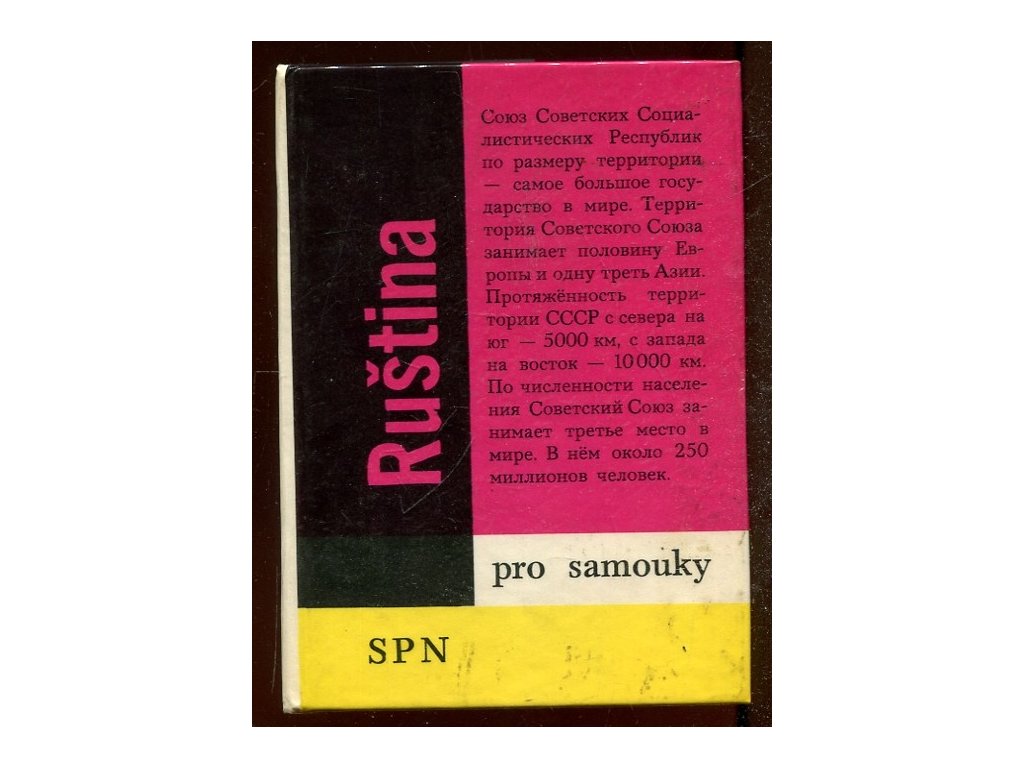 Ruština
Союз Советских Социа-
листических Республик
по размеру территории
— самое большое госу-
дарство в мире. Терри-
тория Советского Союза
занимает половину Ев-
ропы и одну треть Азии.
Протяжённость терри-
тории СССР с севера на
юг — 5000 км, с запада
на восток — 10 000 км.
По численности населе-
ния Советский Союз за-
нимает третье место в
мире. В нём около 250
миллионов человек.
pro samouky
SPN